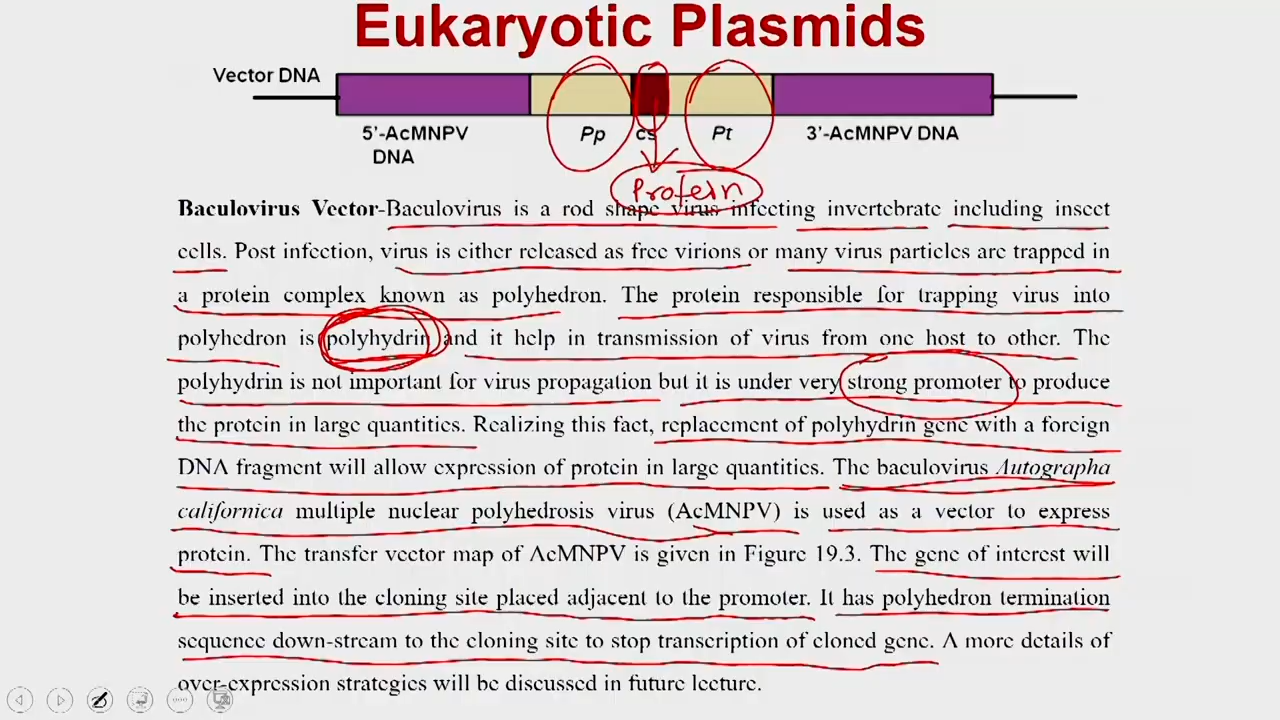 Eukaryotic Plasmids
Vector DNA
5'-AcMNPV DNA
Pp
cs
Pt
3'-AcMNPV DNA
Protein
Baculovirus Vector-Baculovirus is a rod shape virus infecting invertebrate including insect
cells. Post infection, virus is either released as free virions or many virus particles are trapped in
a protein complex known as polyhedron. The protein responsible for trapping virus into
polyhedron is polyhydrin and it help in transmission of virus from one host to other. The
polyhydrin is not important for virus propagation but it is under very strong promoter to produce
the protein in large quantities. Realizing this fact, replacement of polyhydrin gene with a foreign
DNA fragment will allow expression of protein in large quantities. The baculovirus Autographa
californica multiple nuclear polyhedrosis virus (AcMNPV) is used as a vector to express
protein. The transfer vector map of AcMNPV is given in Figure 19.3. The gene of interest will
be inserted into the cloning site placed adjacent to the promoter. It has polyhedron termination
sequence down-stream to the cloning site to stop transcription of cloned gene. A more details of
over-expression strategies will be discussed in future lecture.